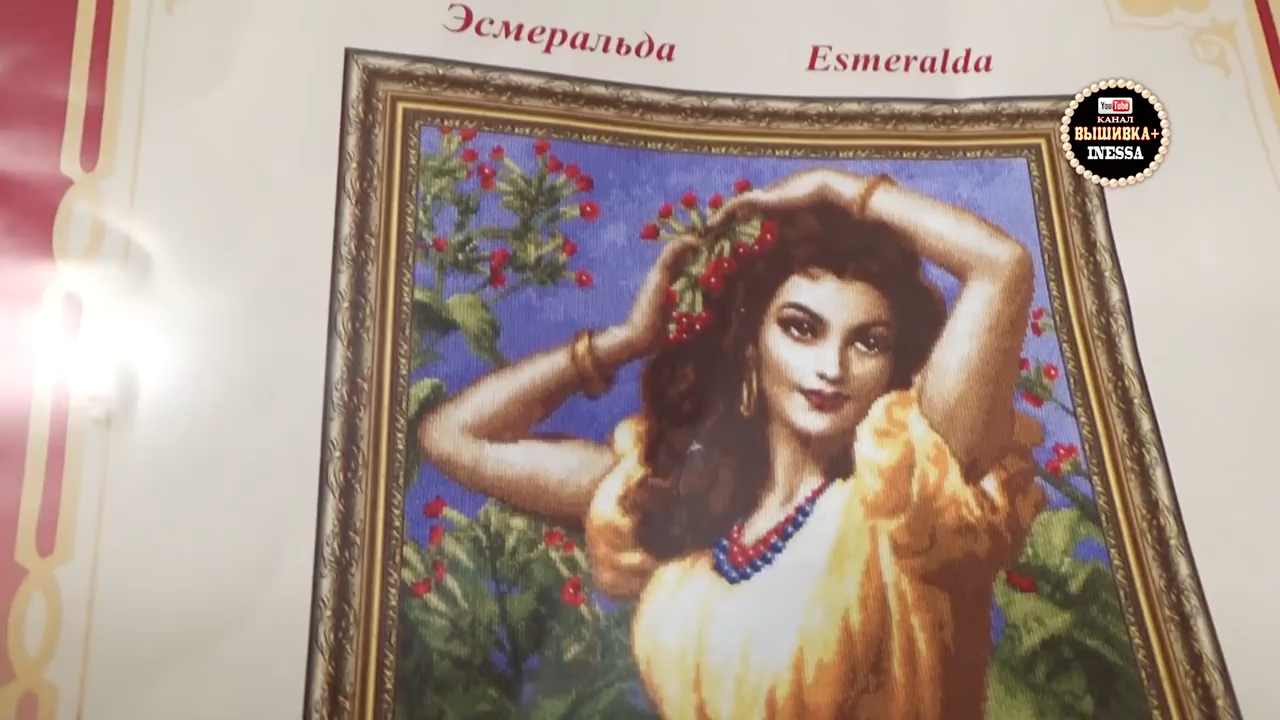 Эсмеральда
Esmeralda
YouTube
КАНАЛ
ВЫШИВКА+
INESSA